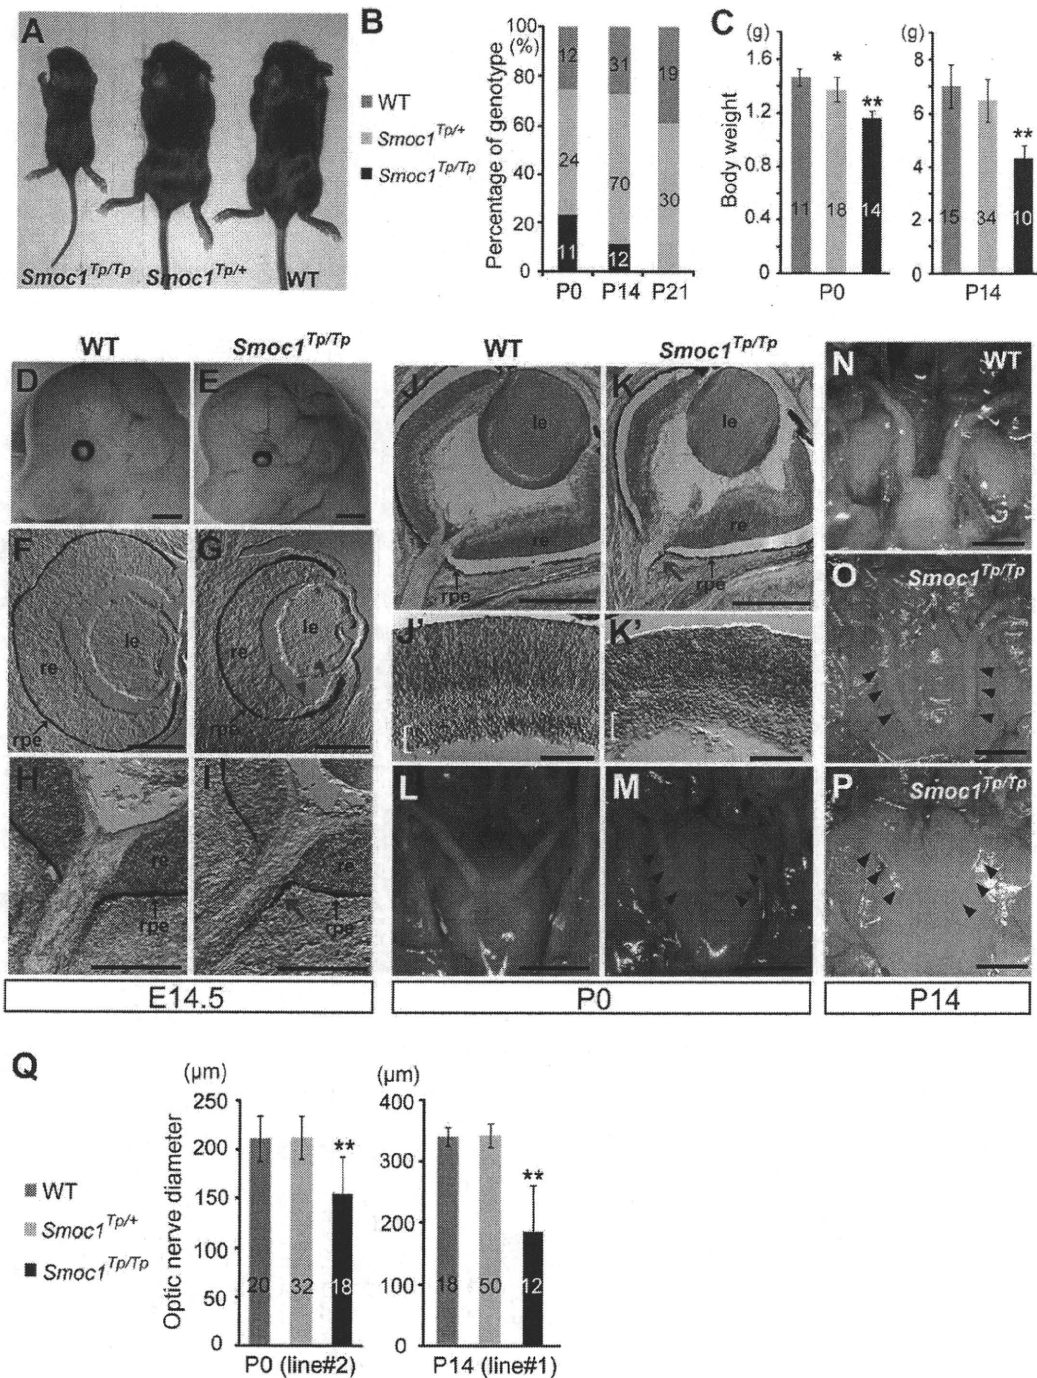 A
Smoc1Tp/Tp
Smoc1Tp/+
WT
B
WT
Smoc1Tp/+
Smoc1Tp/Tp
Percentage of genotype
(%)
100
80
60
40
20
0
12
24
11
31
70
12
19
30
P0
P14
P21
C
(g)
Body weight
1.6
1.2
0.8
0.4
0
*
**
11
18
14
P0
(g)
8
6
4
2
0
**
15
34
10
P14
WT
Smoc1Tp/Tp
D
E
F
le
re
rpe
G
le
re
rpe
H
re
rpe
I
re
rpe
E14.5
WT
Smoc1Tp/Tp
J
le
re
rpe
K
le
re
rpe
J'
K'
L
M
P0
N
WT
O
Smoc1Tp/Tp
P
Smoc1Tp/Tp
P14
Q
WT
Smoc1Tp/+
Smoc1Tp/Tp
Optic nerve diameter
(µm)
250
200
150
100
50
0
**
20
32
18
P0 (line#2)
(µm)
400
300
200
100
0
**
18
50
12
P14 (line#1)